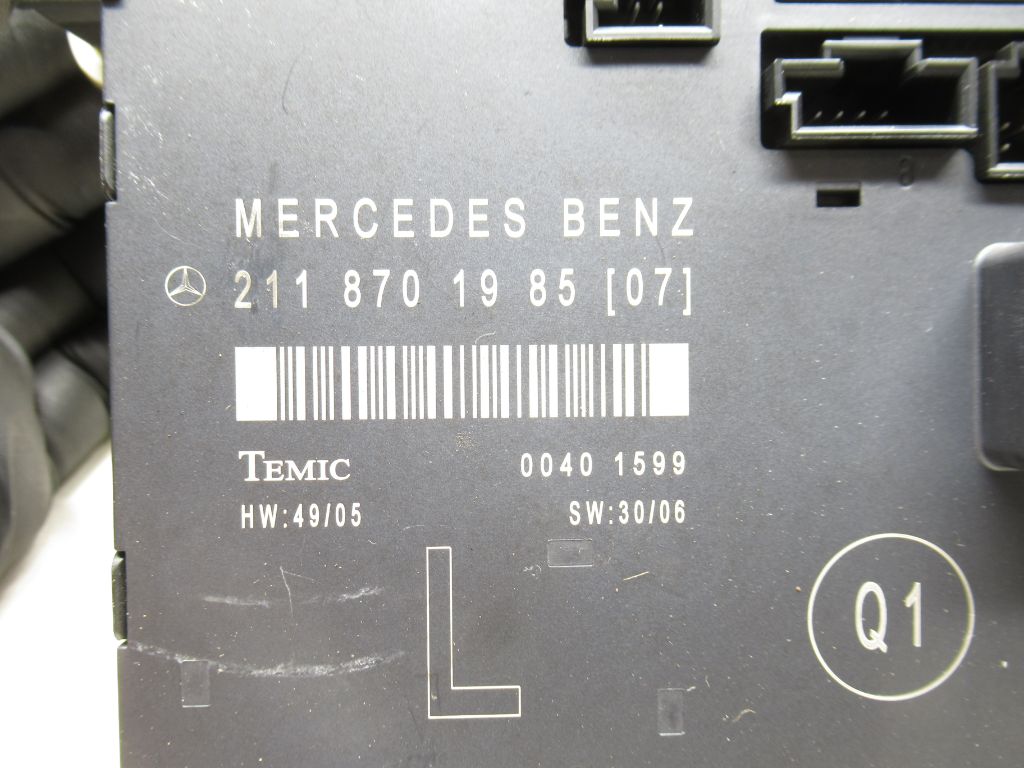 MERCEDES BENZ
211 870 19 85 [07]
TEMIC 0040 1599
HW:49/05 SW:30/06
L
Q1